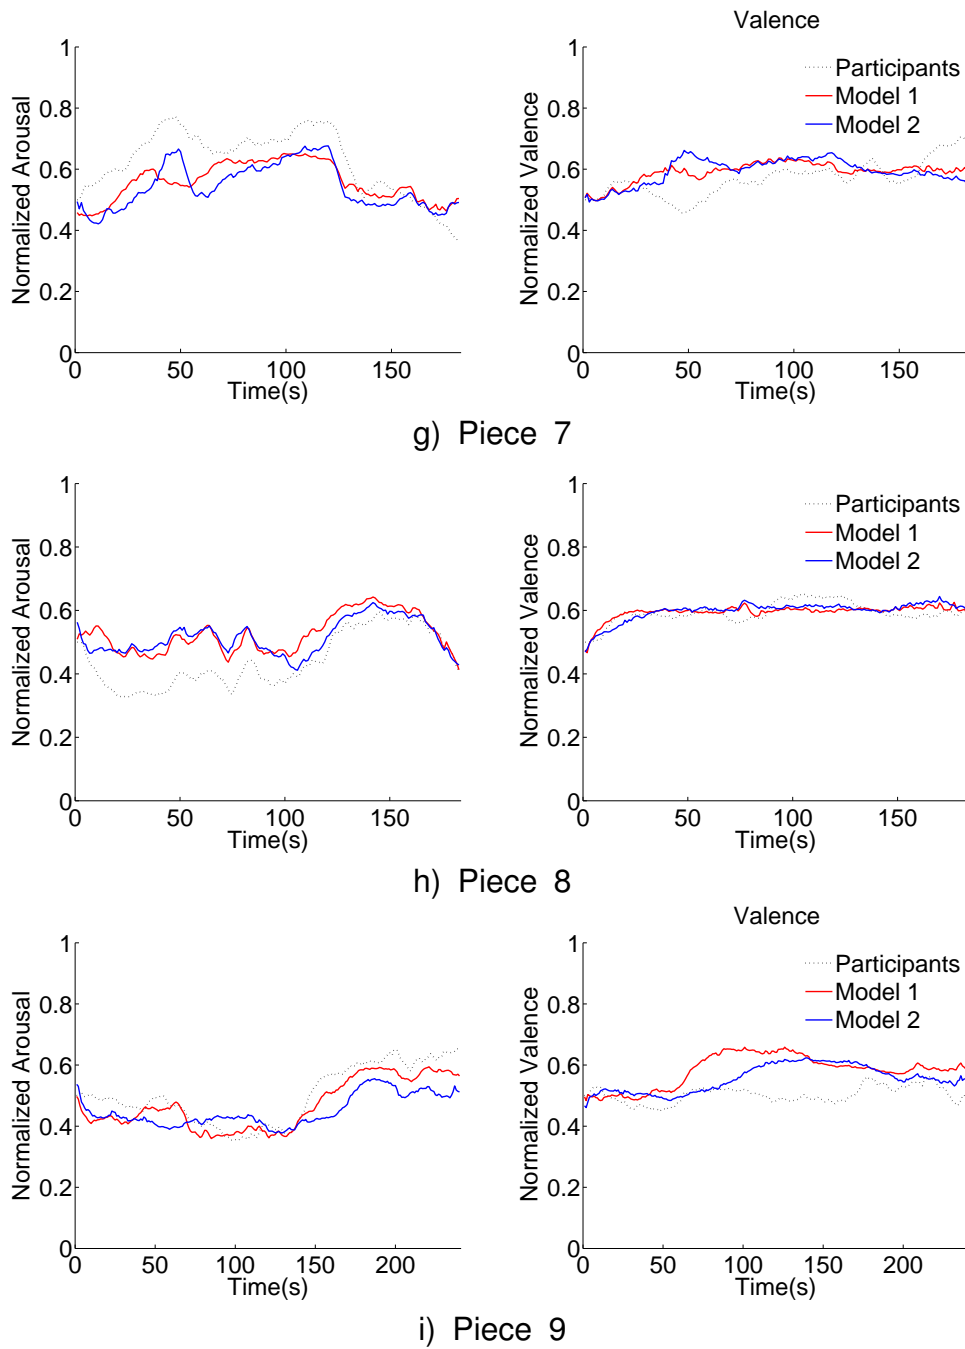 Valence
1
0.8
0.6
0.4
0.2
0
Normalized Arousal
0 50 100 150
Time(s)
1
0.8
0.6
0.4
0.2
0
Normalized Valence
Participants
Model 1
Model 2
0 50 100 150
Time(s)
g) Piece 7
1
0.8
0.6
0.4
0.2
0
Normalized Arousal
0 50 100 150
Time(s)
1
0.8
0.6
0.4
0.2
0
Normalized Valence
Participants
Model 1
Model 2
0 50 100 150
Time(s)
h) Piece 8
Valence
1
0.8
0.6
0.4
0.2
0
Normalized Arousal
0 50 100 150 200
Time(s)
1
0.8
0.6
0.4
0.2
0
Normalized Valence
Participants
Model 1
Model 2
0 50 100 150 200
Time(s)
i) Piece 9